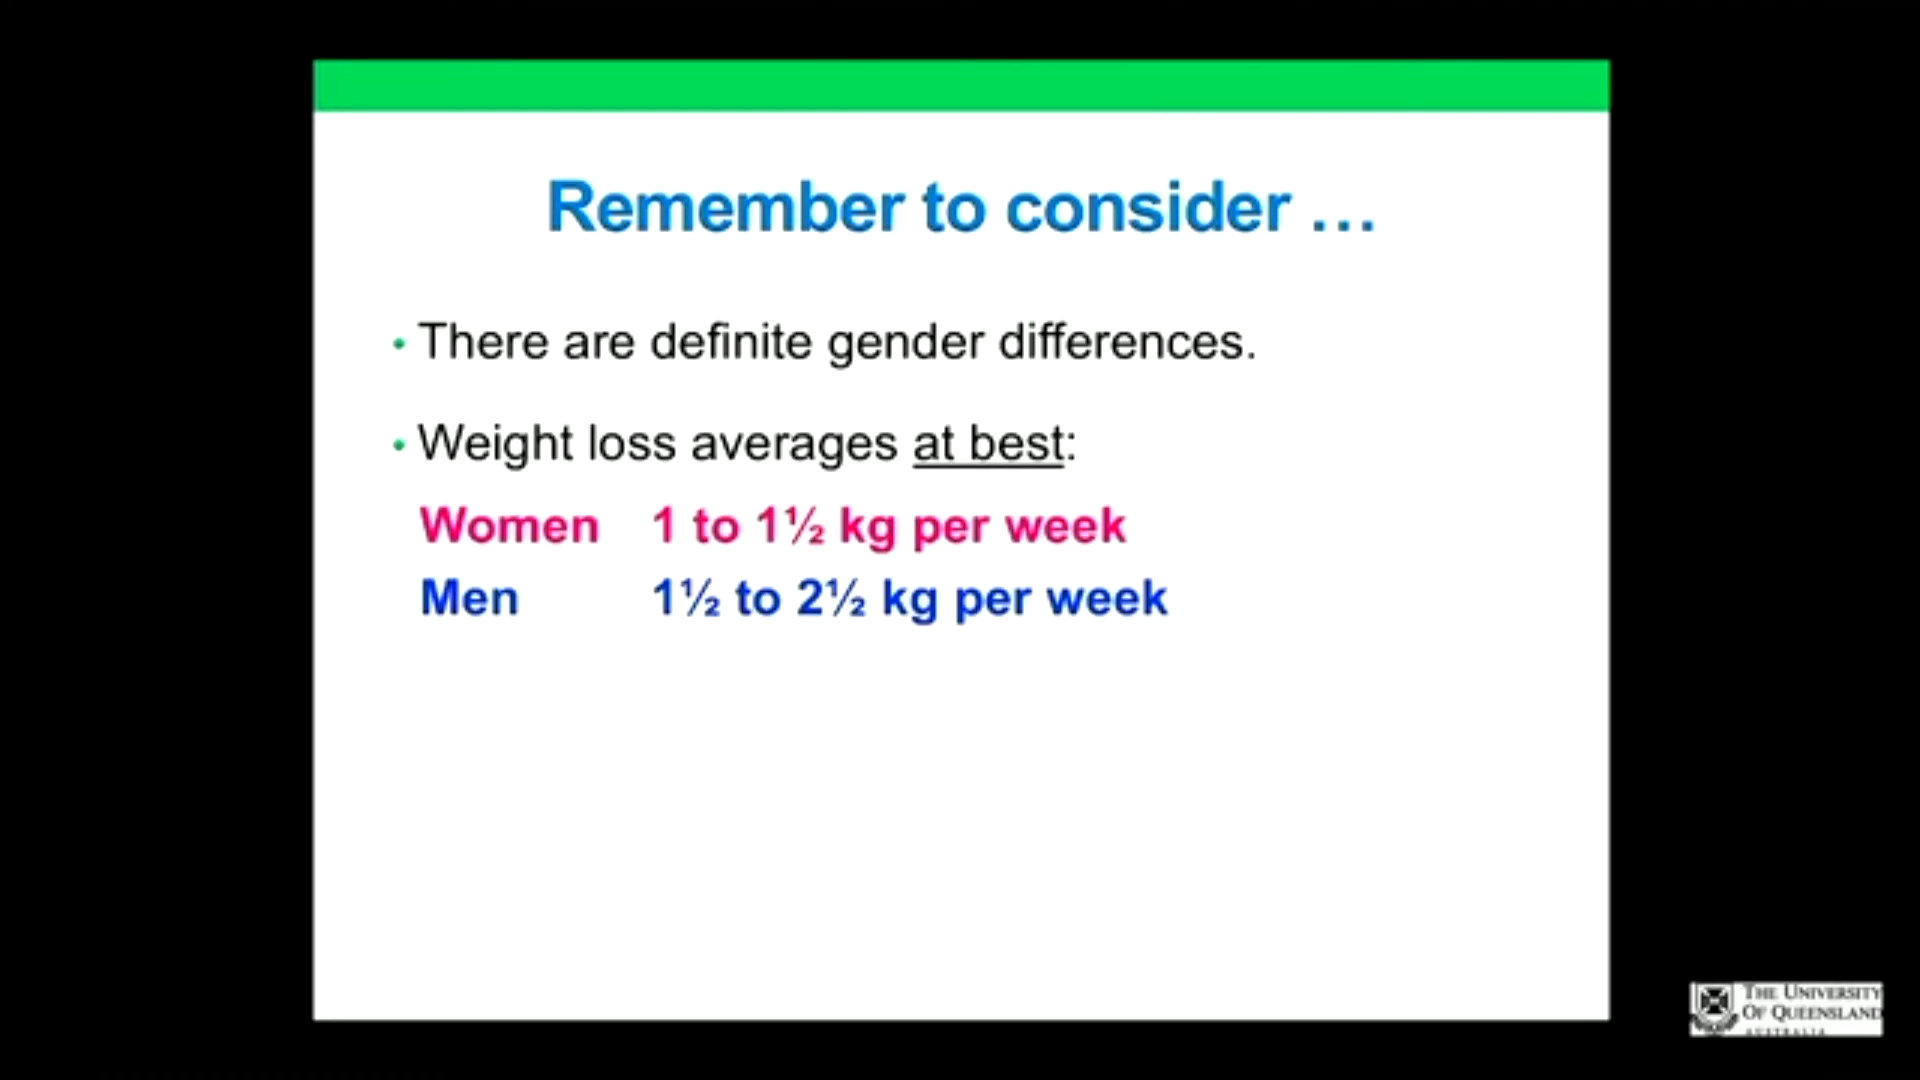 Remember to consider …
• There are definite gender differences.
• Weight loss averages at best:
Women 1 to 1½ kg per week
Men 1½ to 2½ kg per week
THE UNIVERSITY
OF QUEENSLAND
AUSTRALIA